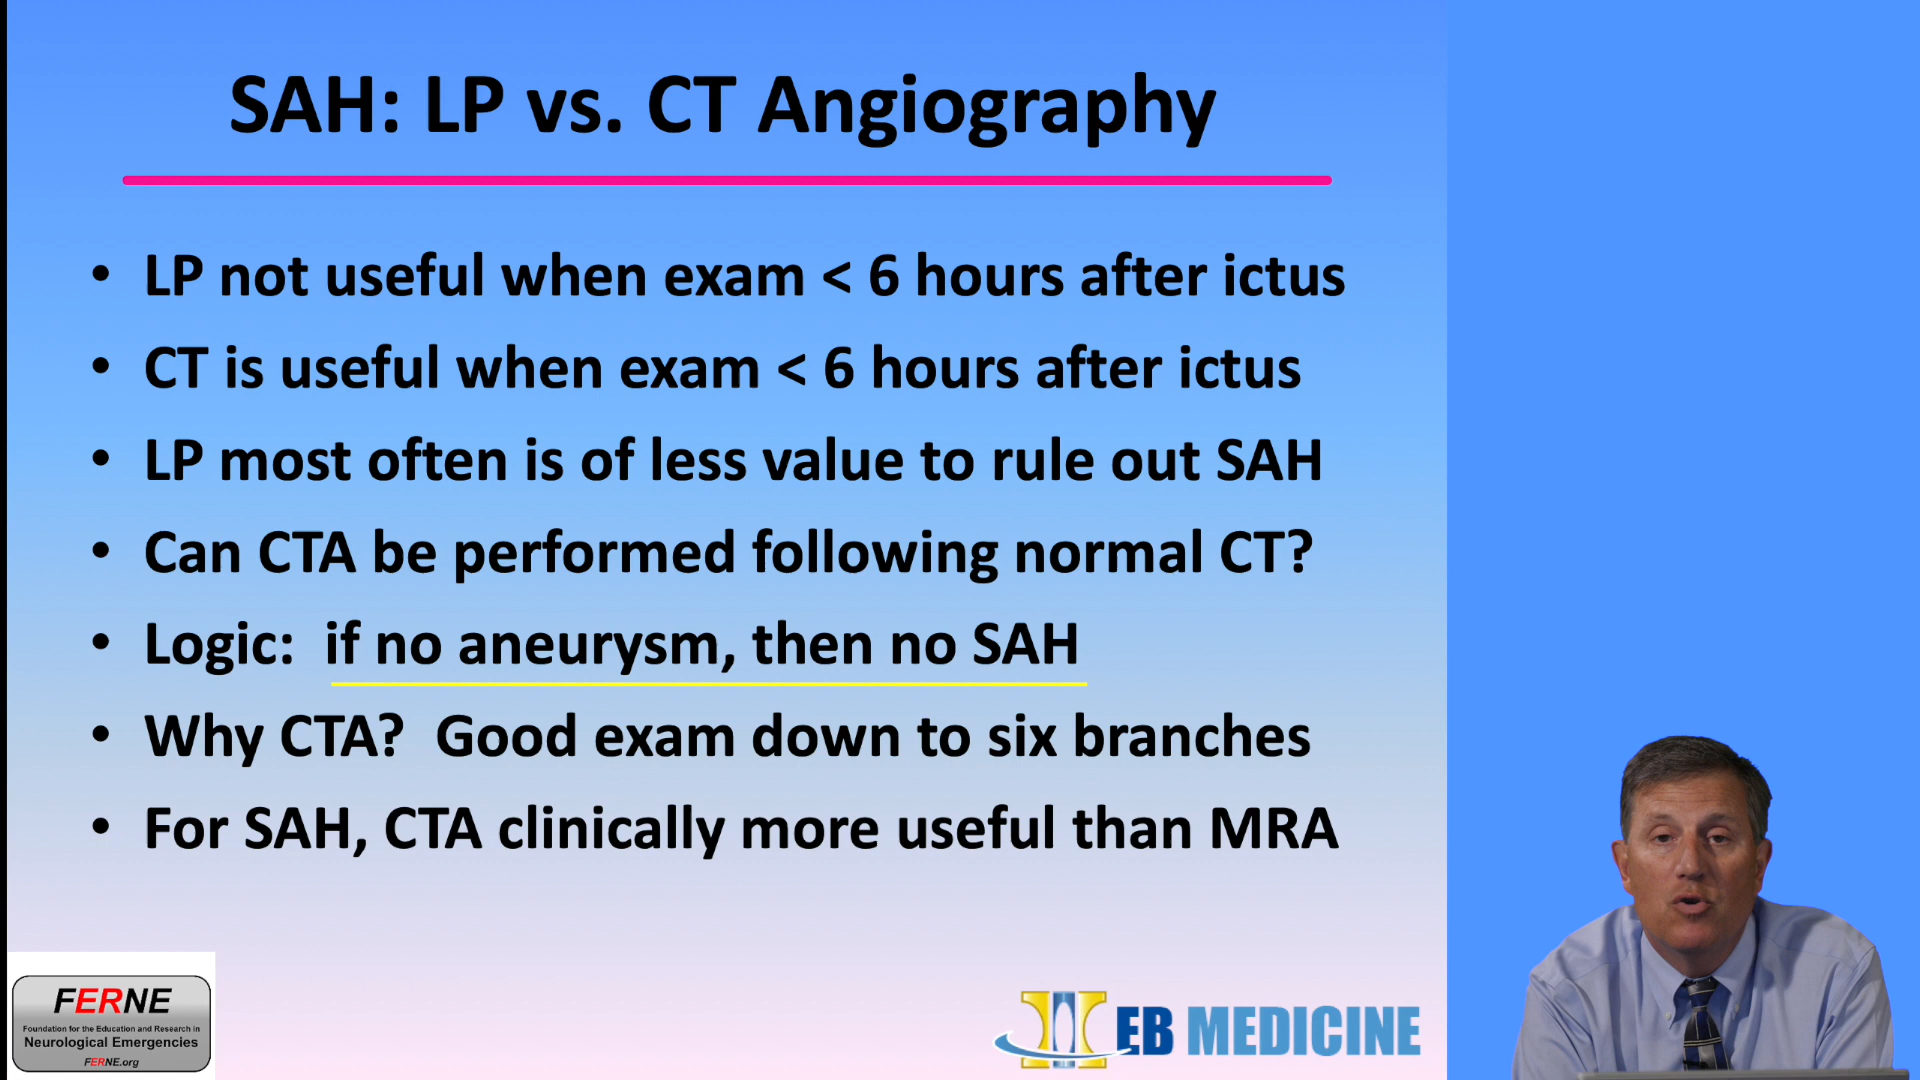 SAH: LP vs. CT Angiography
• LP not useful when exam < 6 hours after ictus
• CT is useful when exam < 6 hours after ictus
• LP most often is of less value to rule out SAH
• Can CTA be performed following normal CT?
• Logic: if no aneurysm, then no SAH
• Why CTA? Good exam down to six branches
• For SAH, CTA clinically more useful than MRA
FERNE
Foundation for the Education and Research in
Neurological Emergencies
FERNE.org
EB MEDICINE